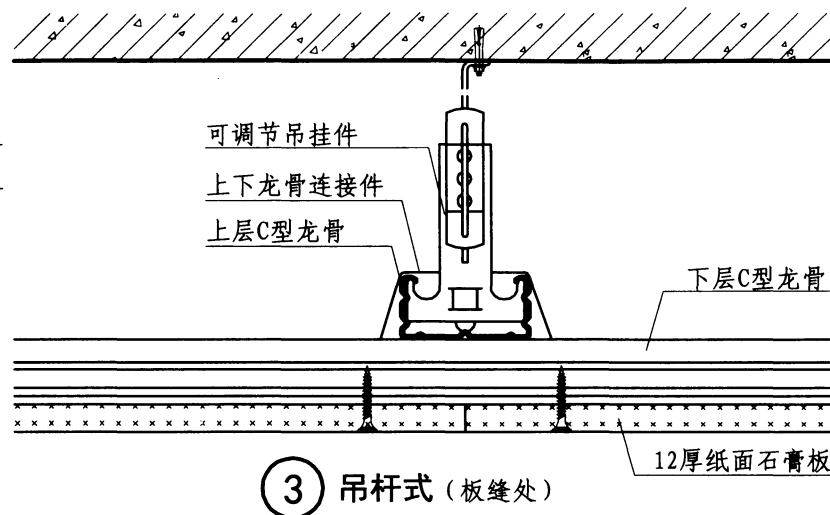 可调节吊挂件
上下龙骨连接件
上层C型龙骨
下层C型龙骨
12厚纸面石膏板
3 吊杆式（板缝处）